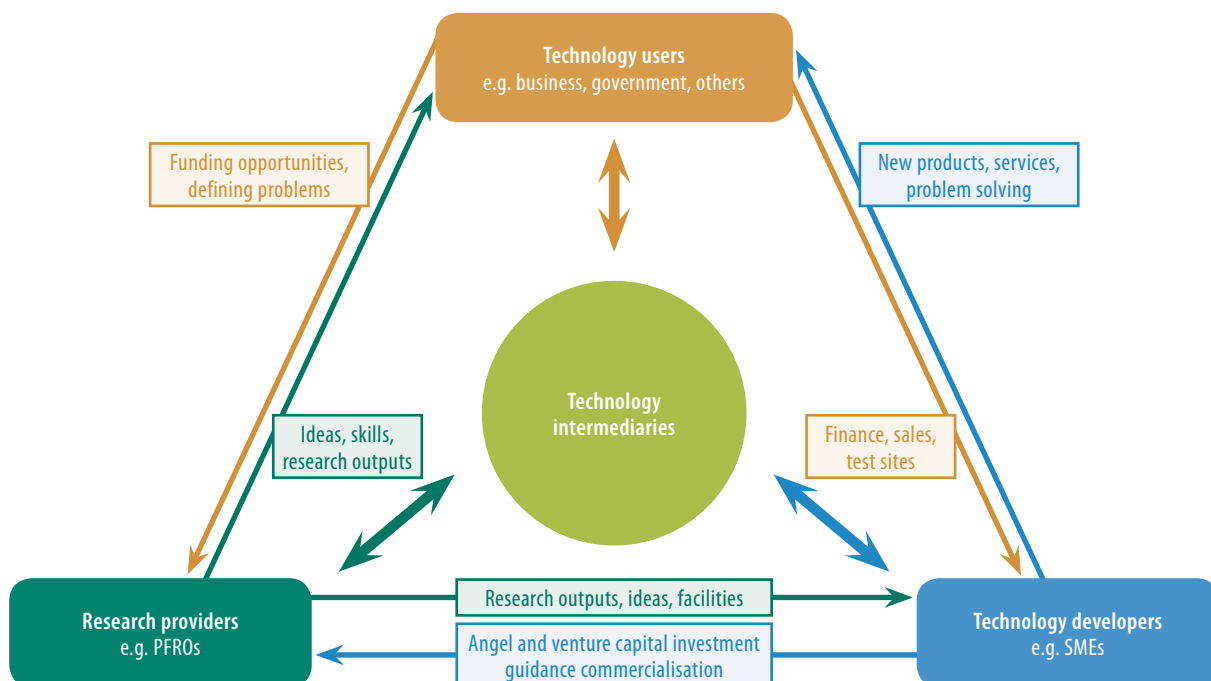 Technology users
e.g. business, government, others
Funding opportunities,
defining problems
New products, services,
problem solving
Technology
intermediaries
Ideas, skills,
research outputs
Finance, sales,
test sites
Research providers
e.g. PFROs
Research outputs, ideas, facilities
Angel and venture capital investment
guidance commercialisation
Technology developers
e.g. SMEs